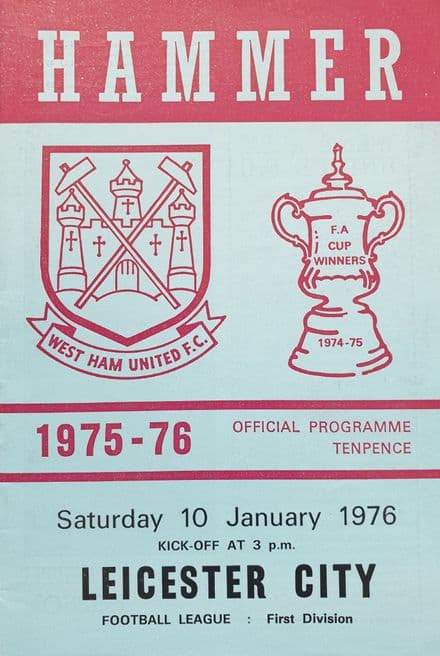 HAMMER
WEST HAM UNITED F.C.
F.A
CUP
WINNERS
1974-75
1975-76
OFFICIAL PROGRAMME
TENPENCE
Saturday 10 January 1976
KICK-OFF AT 3 p.m.
LEICESTER CITY
FOOTBALL LEAGUE : First Division